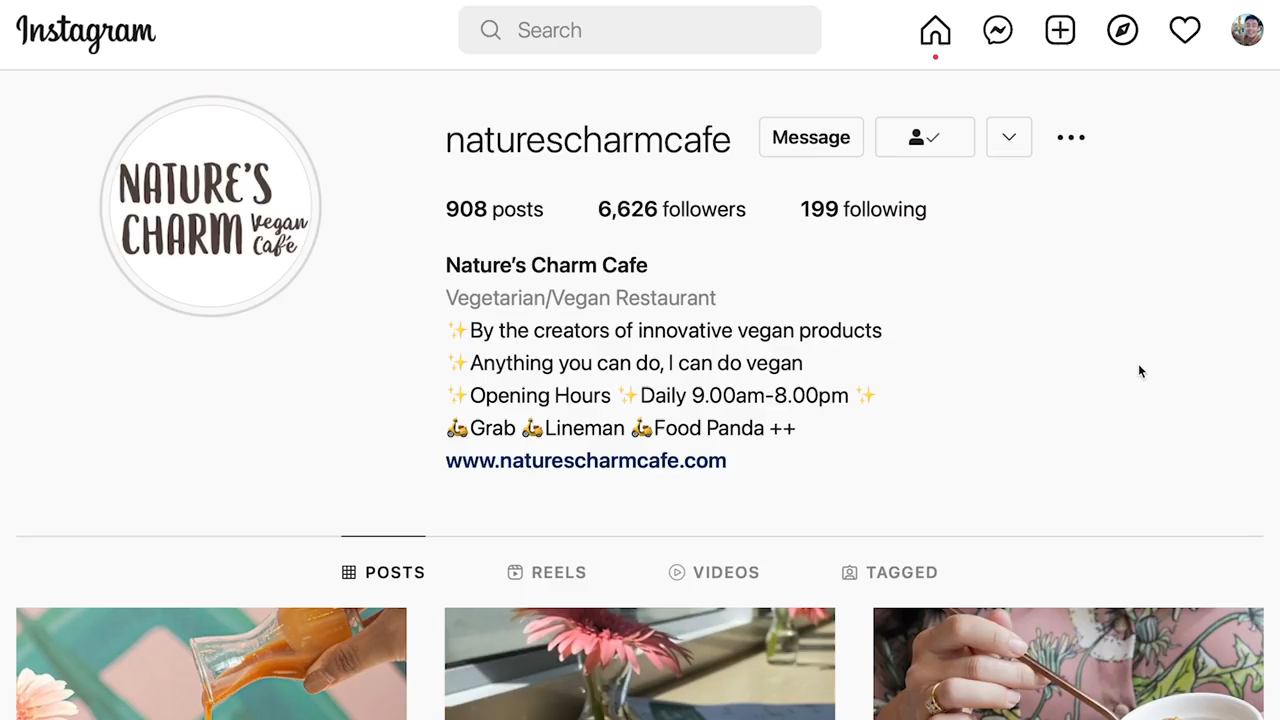 Instagram
Search
NATURE'S
CHARM Vegan
Café
naturescharmcafe Message
908 posts 6,626 followers 199 following
Nature’s Charm Cafe
Vegetarian/Vegan Restaurant
✨By the creators of innovative vegan products
✨Anything you can do, I can do vegan
✨Opening Hours ✨Daily 9.00am-8.00pm ✨
🛵Grab 🛵Lineman 🛵Food Panda ++
www.naturescharmcafe.com
POSTS REELS VIDEOS TAGGED